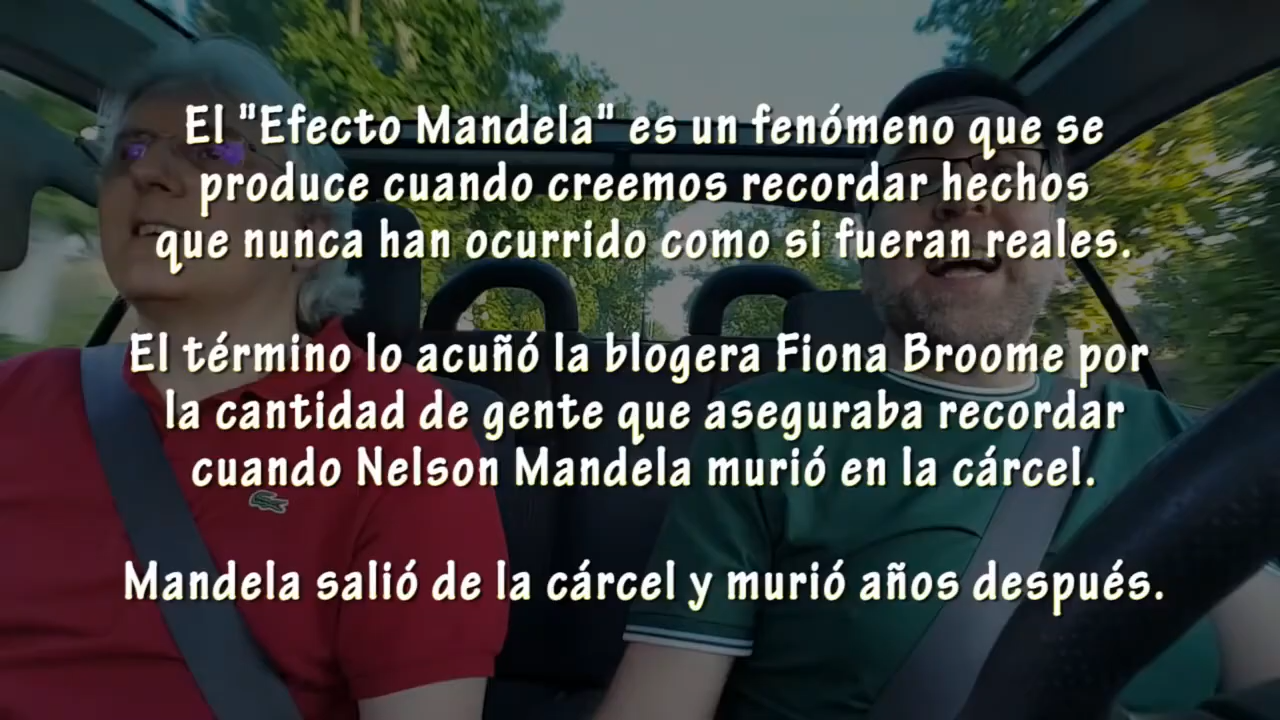 El "Efecto Mandela" es un fenómeno que se
produce cuando creemos recordar hechos
que nunca han ocurrido como si fueran reales.
El término lo acuñó la blogera Fiona Broome por
la cantidad de gente que aseguraba recordar
cuando Nelson Mandela murió en la cárcel.
Mandela salió de la cárcel y murió años después.